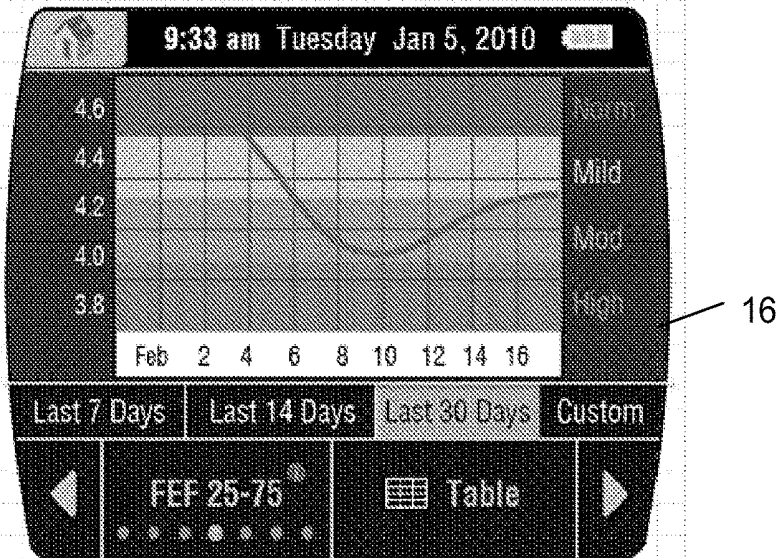 9:33 am Tuesday Jan 5, 2010
4.6 Norm
4.4 Mild
4.2 Mod
4.0 High
3.8
Feb 2 4 6 8 10 12 14 16
Last 7 Days Last 14 Days Last 30 Days Custom
FEF 25-75 Table
16